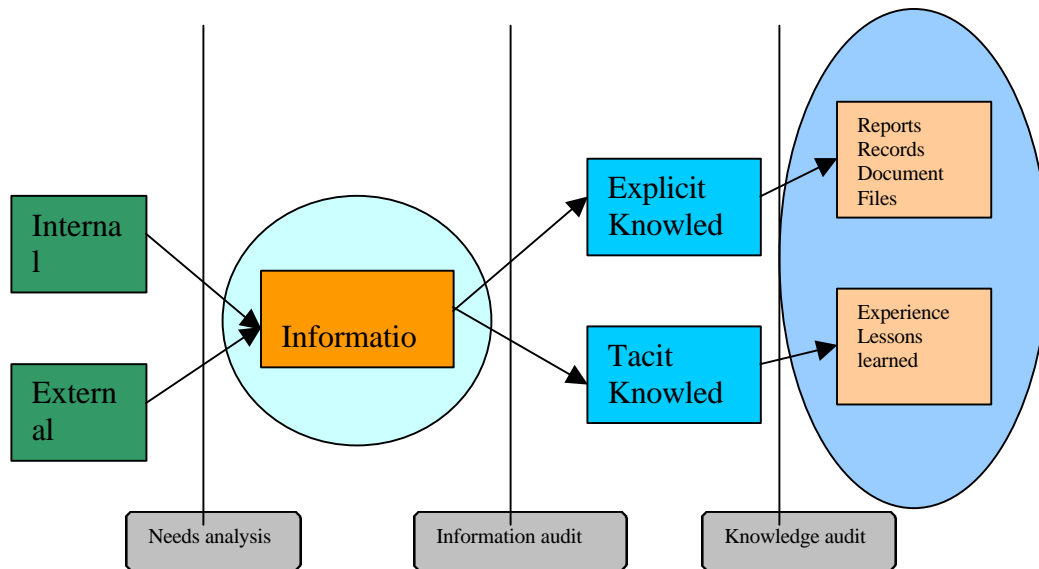 Interna
l
Extern
al
Informatio
Explicit
Knowled
Tacit
Knowled
Reports
Records
Document
Files
Experience
Lessons
learned
Needs analysis
Information audit
Knowledge audit